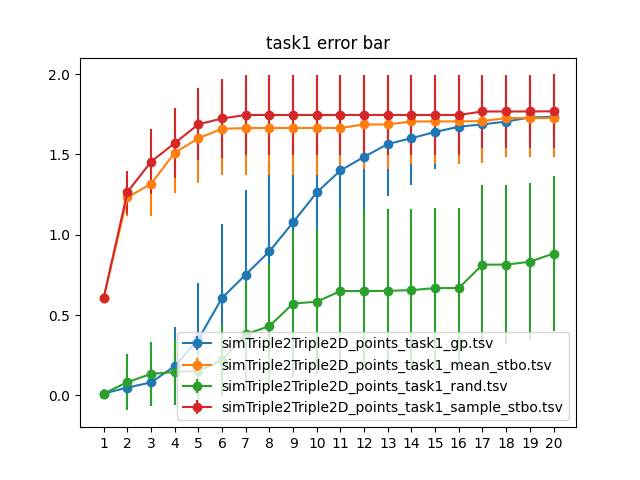 task1 error bar
2.0
1.5
1.0
0.5
0.0
simTriple2Triple2D_points_task1_gp.tsv
simTriple2Triple2D_points_task1_mean_stbo.tsv
simTriple2Triple2D_points_task1_rand.tsv
simTriple2Triple2D_points_task1_sample_stbo.tsv
1 2 3 4 5 6 7 8 9 10 11 12 13 14 15 16 17 18 19 20